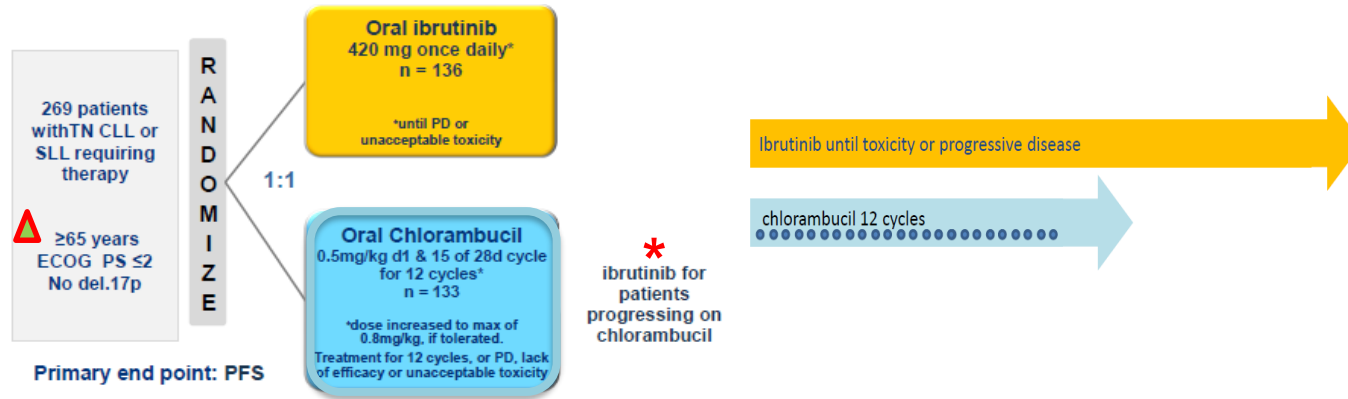 269 patients
withTN CLL or
SLL requiring
therapy
≥65 years
ECOG PS ≤2
No del.17p
Primary end point: PFS
R
A
N
D
O
M
I
Z
E
1:1
Oral ibrutinib
420 mg once daily*
n = 136
*until PD or
unacceptable toxicity
Oral Chlorambucil
0.5mg/kg d1 & 15 of 28d cycle
for 12 cycles*
n = 133
*dose increased to max of
0.8mg/kg, if tolerated.
Treatment for 12 cycles, or PD, lack
of efficacy or unacceptable toxicity
*
ibrutinib for
patients
progressing on
chlorambucil
Ibrutinib until toxicity or progressive disease
chlorambucil 12 cycles